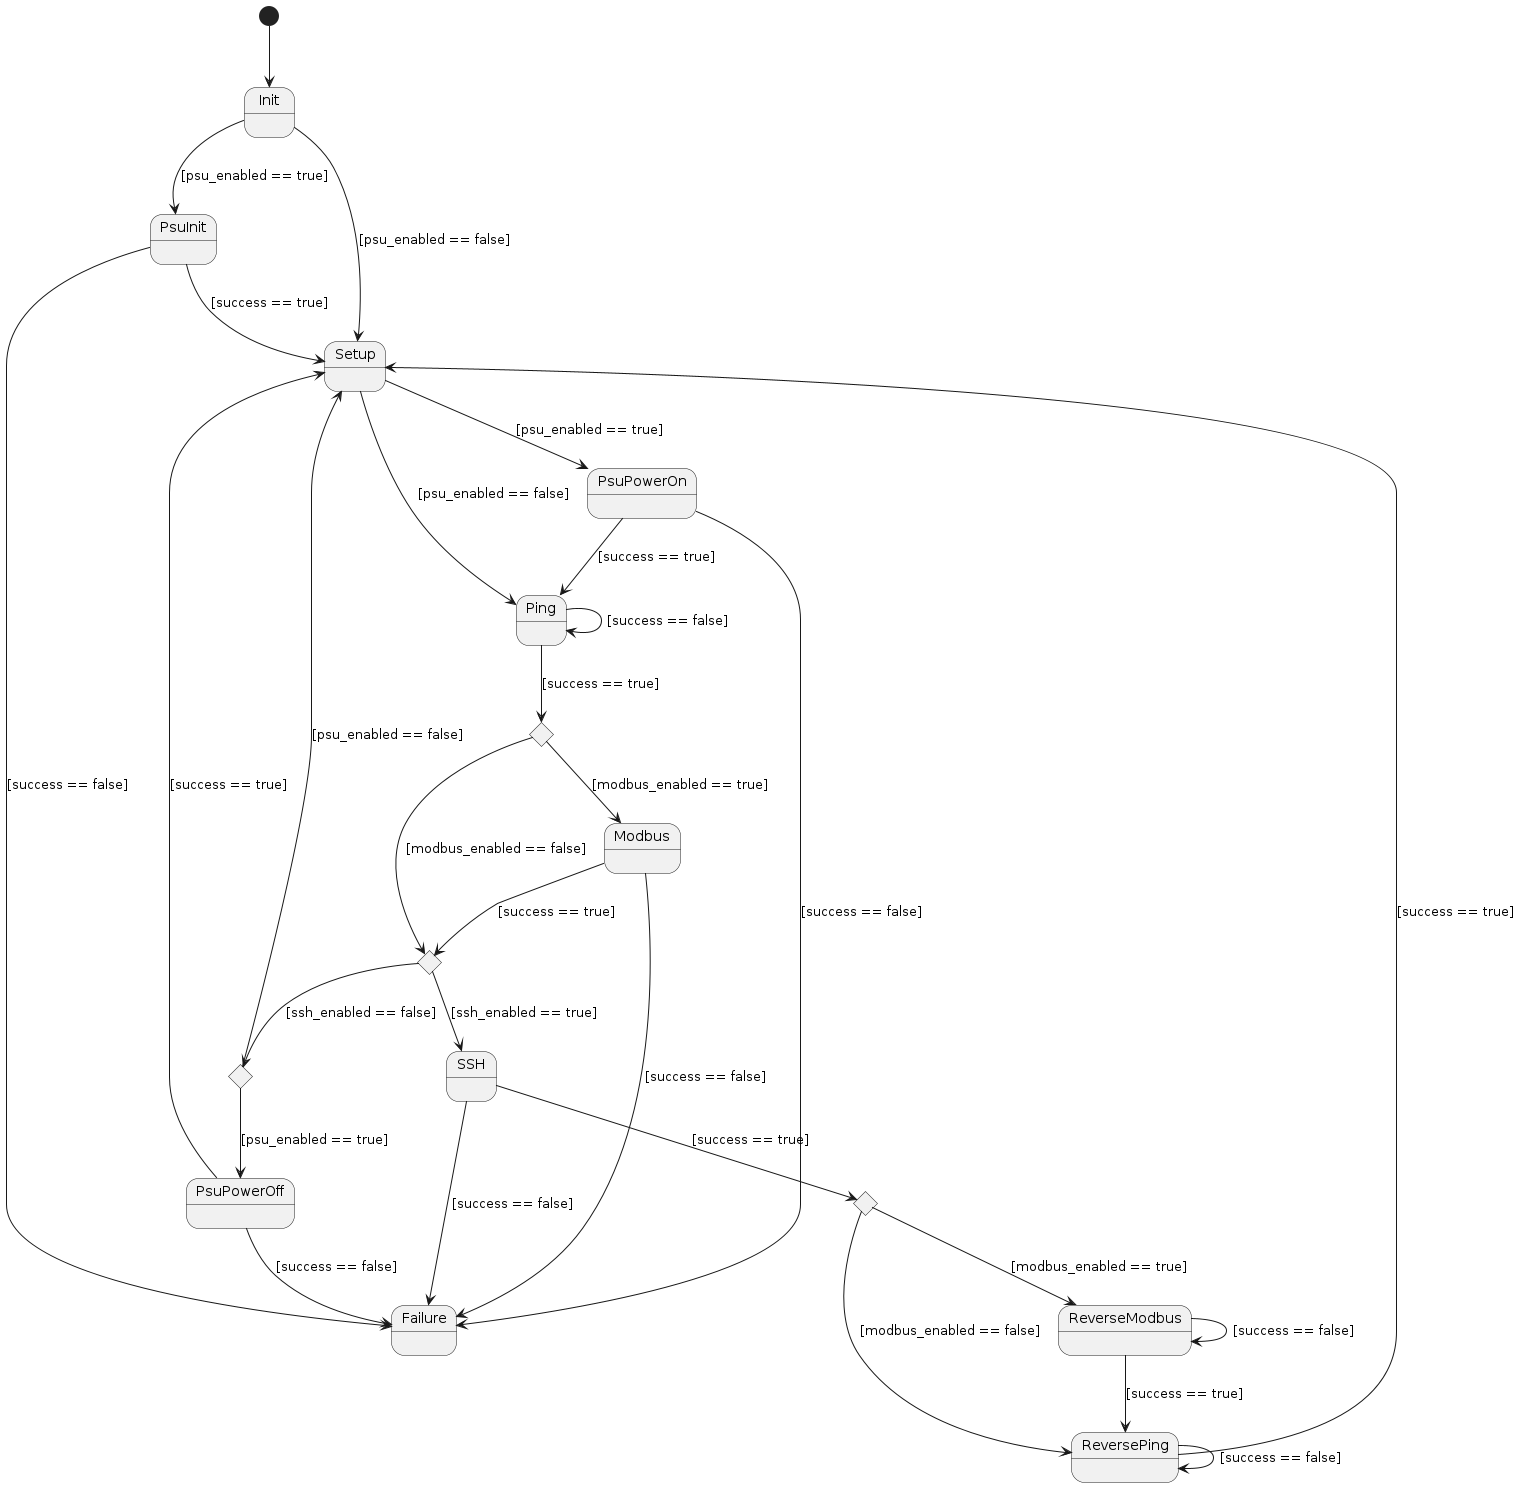 Init
[psu_enabled == true]
PsuInit
[psu_enabled == false]
[success == true]
Setup
[psu_enabled == true]
PsuPowerOn
[psu_enabled == false]
[success == true]
Ping
[success == false]
[success == true]
[psu_enabled == false]
[success == false]
[success == true]
[modbus_enabled == true]
Modbus
[modbus_enabled == false]
[success == true]
[success == false]
[success == true]
[ssh_enabled == false]
[ssh_enabled == true]
SSH
[success == false]
[psu_enabled == true]
[success == true]
PsuPowerOff
[success == false]
[success == false]
[modbus_enabled == true]
Failure
ReverseModbus
[modbus_enabled == false]
[success == false]
[success == true]
ReversePing
[success == false]